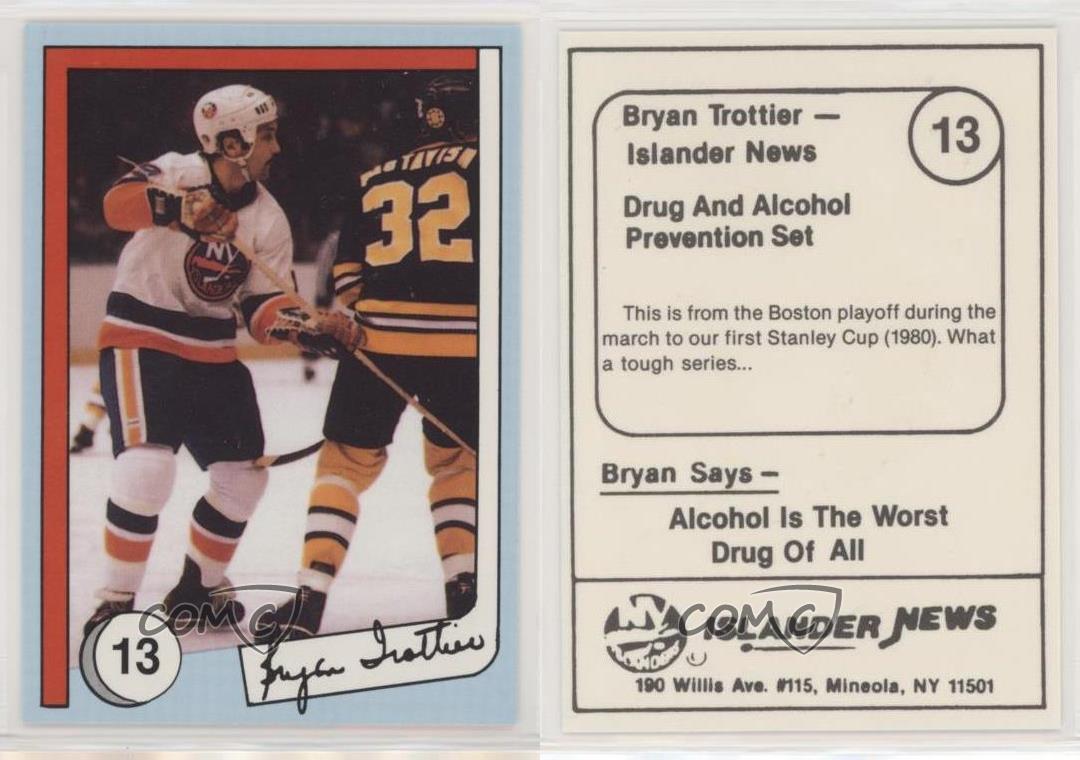 32
COMC
13
Bryan Trottier
Bryan Trottier —
Islander News
13
Drug And Alcohol
Prevention Set
This is from the Boston playoff during the
march to our first Stanley Cup (1980). What
a tough series...
Bryan Says —
Alcohol Is The Worst
Drug Of All
NY
ISLANDER NEWS
COMC
190 Willis Ave. #115, Mineola, NY 11501